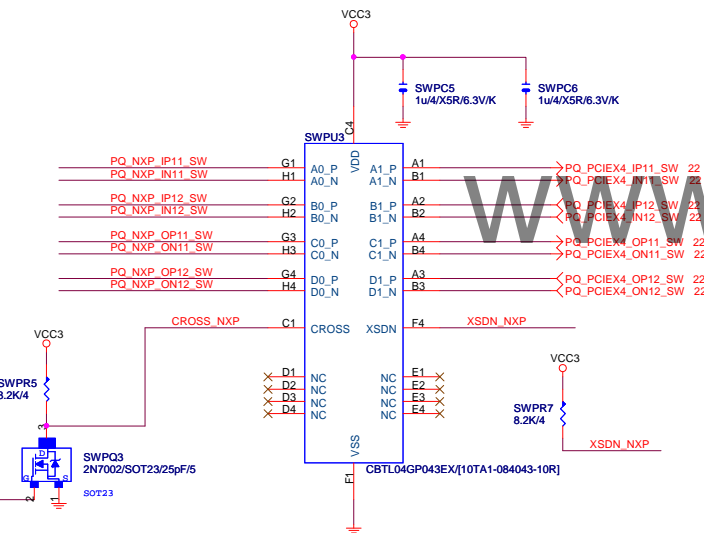 VCC3
SWPC5
1u/4/X5R/6.3V/K
SWPC6
1u/4/X5R/6.3V/K
C4
SWPU3
VDD
PQ_NXP_IP11_SW G1 A0_P A1_P A1 PQ_PCIEX4_IP11_SW 22
PQ_NXP_IN11_SW H1 A0_N A1_N B1 PQ_PCIEX4_IN11_SW 22
PQ_NXP_IP12_SW G2 B0_P B1_P A2 PQ_PCIEX4_IP12_SW 22
PQ_NXP_IN12_SW H2 B0_N B1_N B2 PQ_PCIEX4_IN12_SW 22
WWW
PQ_NXP_OP11_SW G3 C0_P C1_P A4 PQ_PCIEX4_OP11_SW 22
PQ_NXP_ON11_SW H3 C0_N C1_N B4 PQ_PCIEX4_ON11_SW 22
PQ_NXP_OP12_SW G4 D0_P D1_P A3 PQ_PCIEX4_OP12_SW 22
PQ_NXP_ON12_SW H4 D0_N D1_N B3 PQ_PCIEX4_ON12_SW 22
CROSS_NXP C1 CROSS XSDN F4 XSDN_NXP
VCC3
SWPR5
8.2K/4
D1 NC NC E1
D2 NC NC E2
D3 NC NC E3
D4 NC NC E4
VCC3
SWPR7
8.2K/4
XSDN_NXP
3
D
G
S
SWPQ3
2N7002/SOT23/25pF/5
SOT23
2
1
VSS
F1
CBTL04GP043EX/[10TA1-084043-10R]